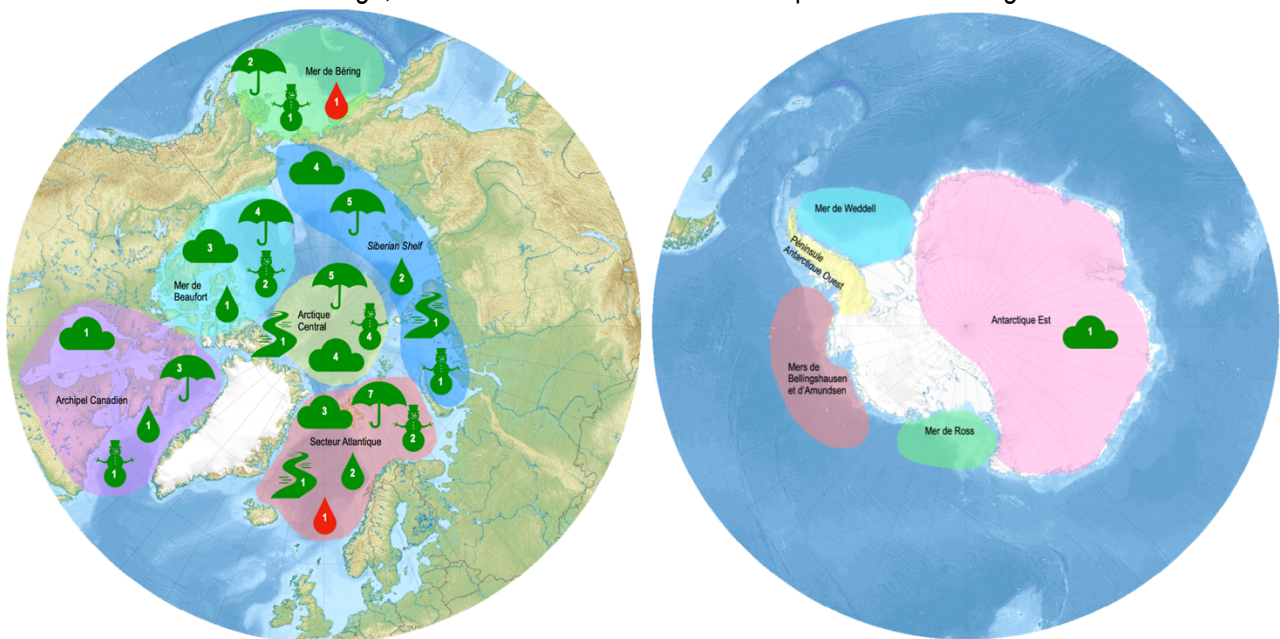 2
Mer de Béring
1
1
4
5
4
Siberian Shelf
3
2
5
2
Mer de
Beaufort
1
Arctique
Central
1
4
1
1
4
3
1
7
3
Archipel Canadien
2
Secteur Atlantique
1
2
1
1
1
Mer de Weddell
Péninsule
Antarctique Ouest
Antarctique Est
1
Mers de
Bellingshausen
et d'Amundsen
Mer de Ross